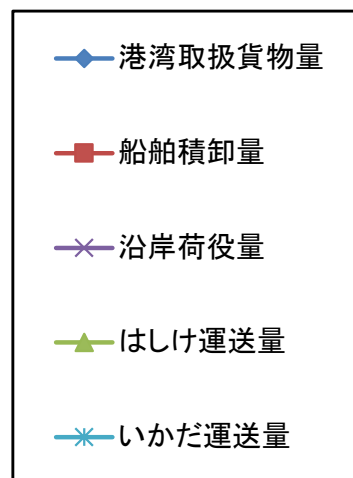 港湾取扱貨物量
船舶積卸量
沿岸荷役量
はしけ運送量
いかだ運送量